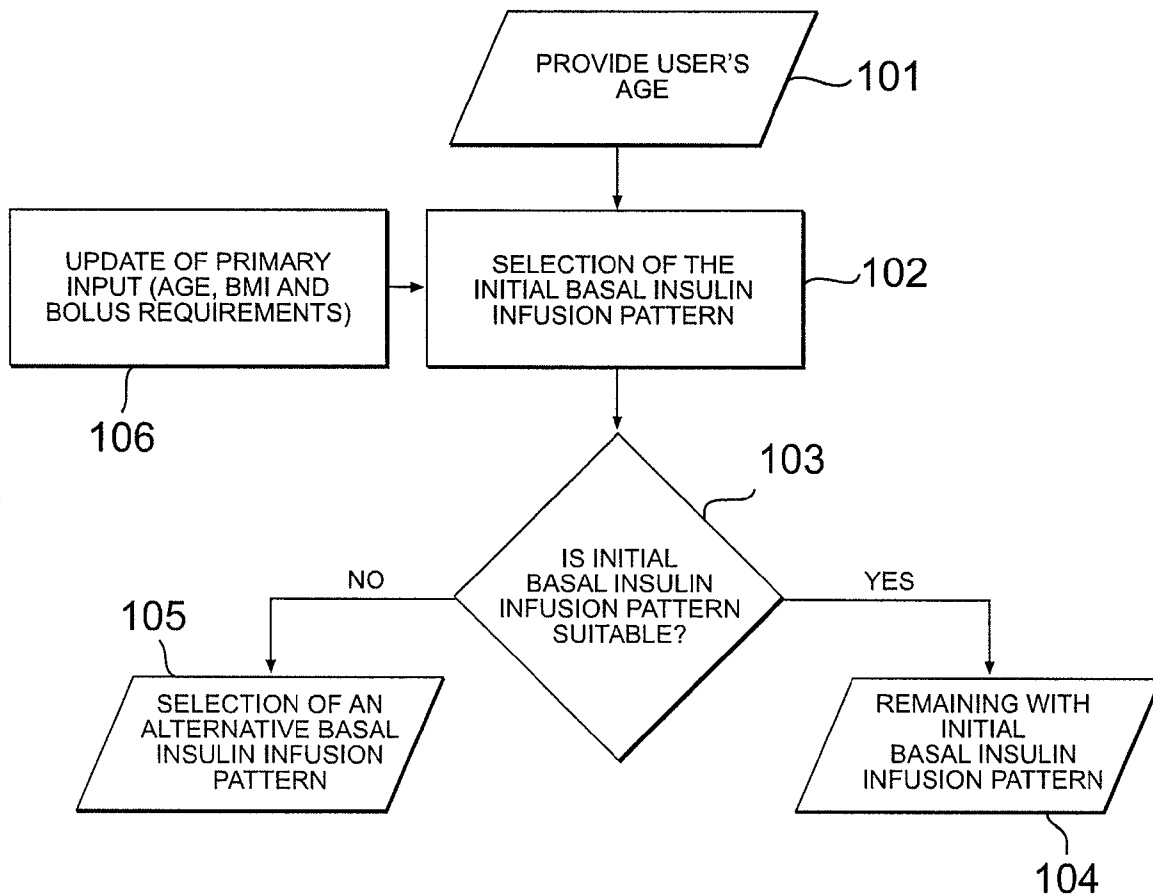 PROVIDE USER'S
AGE
101
UPDATE OF PRIMARY
INPUT (AGE, BMI AND
BOLUS REQUIREMENTS)
106
SELECTION OF THE
INITIAL BASAL INSULIN
INFUSION PATTERN
102
103
IS INITIAL
BASAL INSULIN
INFUSION PATTERN
SUITABLE?
NO
YES
105
SELECTION OF AN
ALTERNATIVE BASAL
INSULIN INFUSION
PATTERN
REMAINING WITH
INITIAL
BASAL INSULIN
INFUSION PATTERN
104